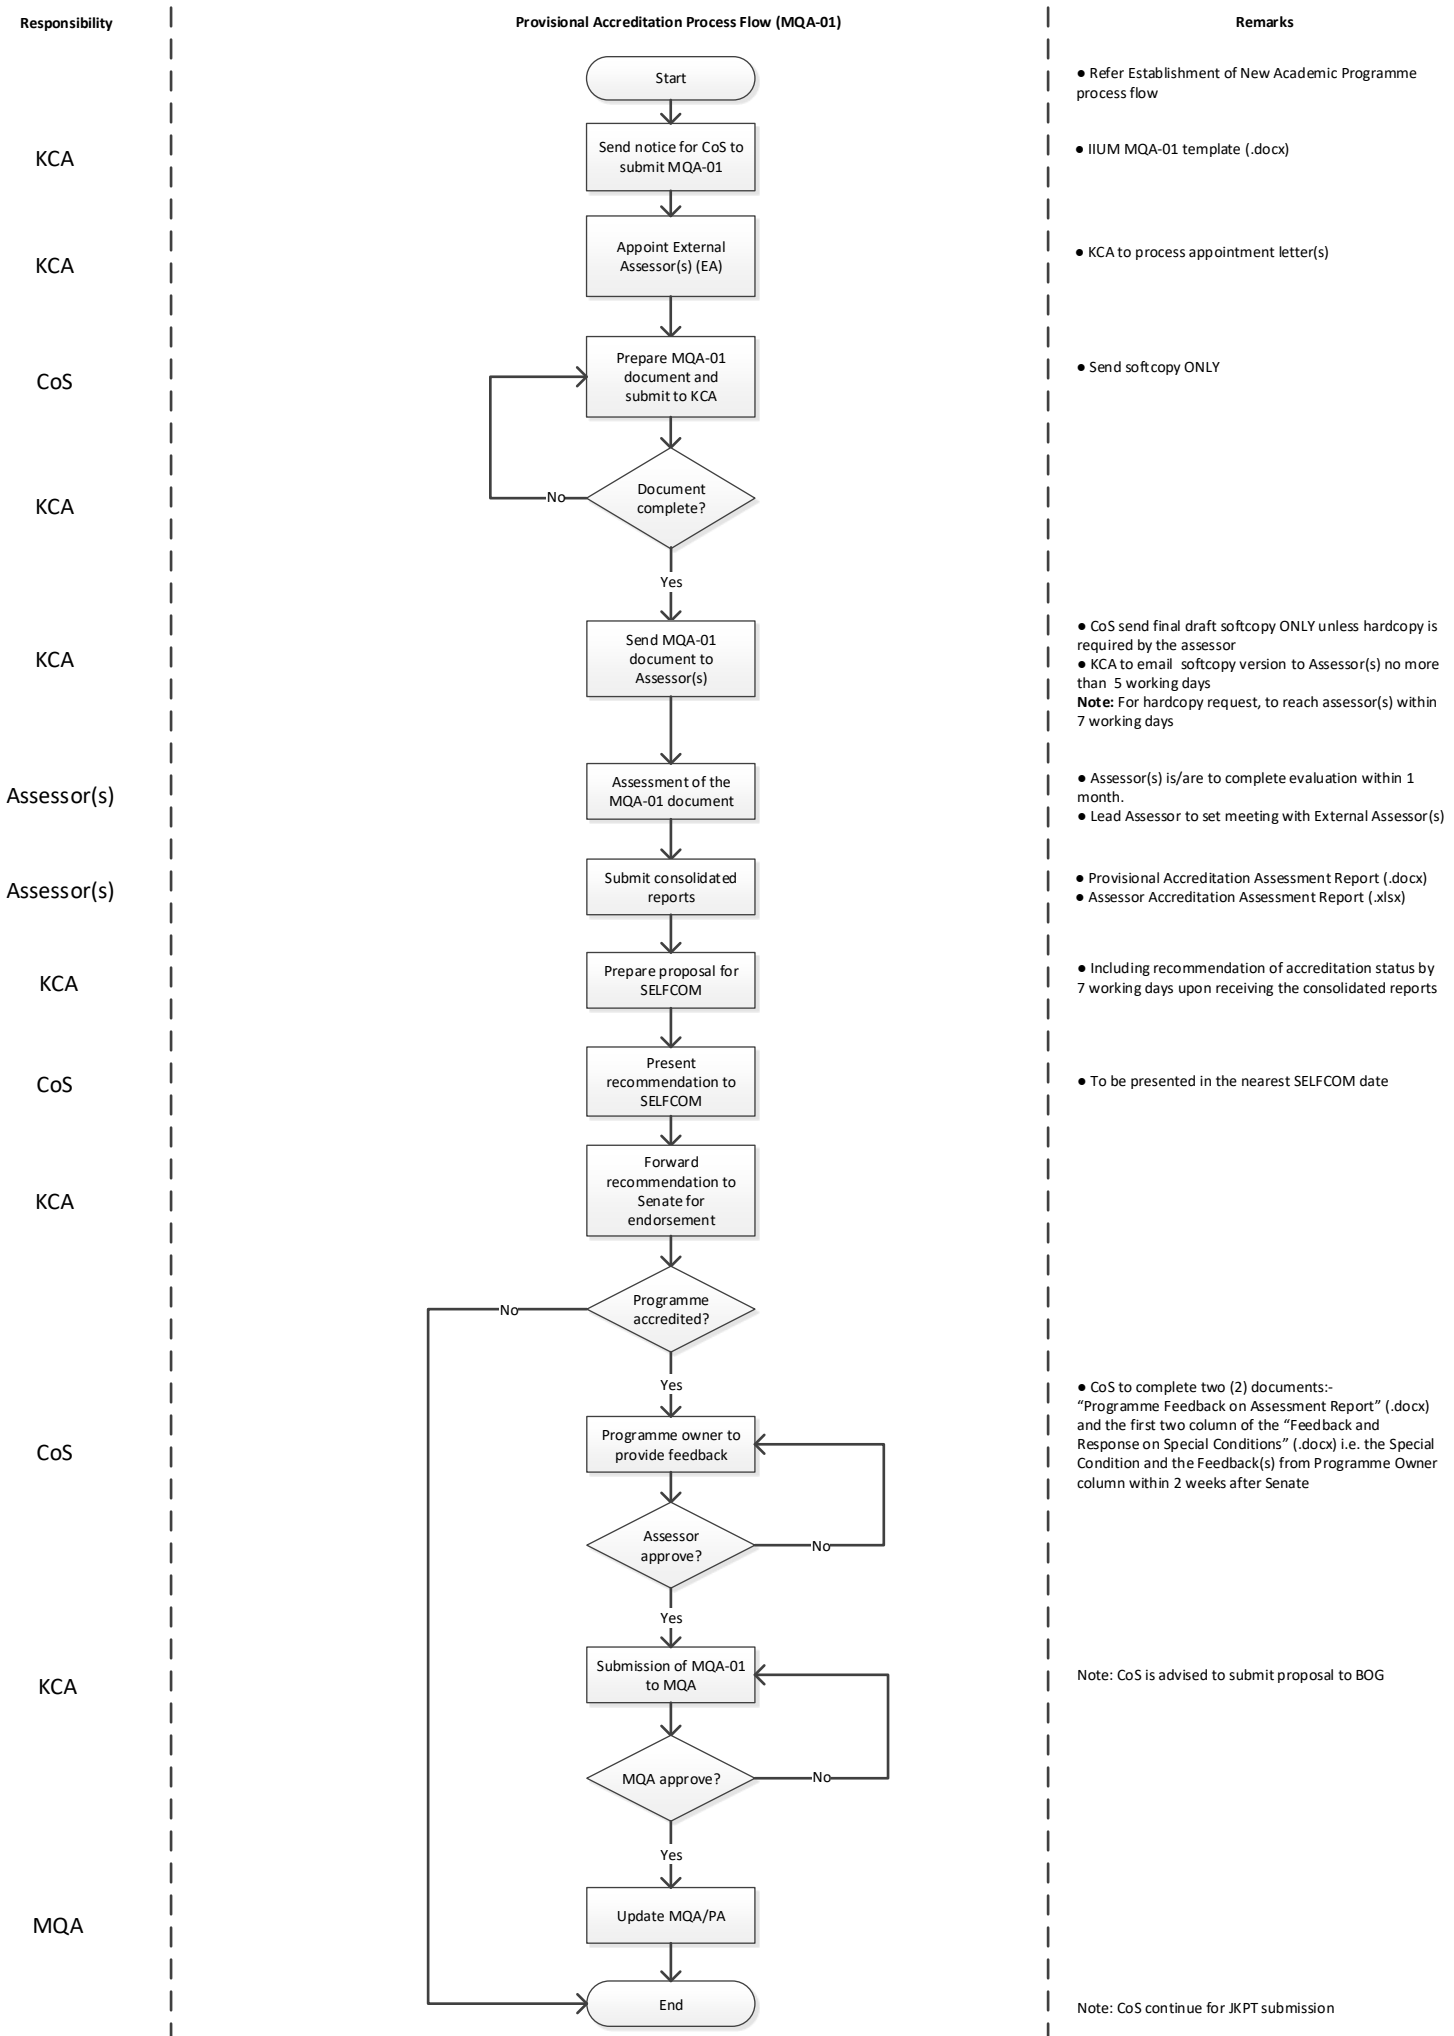 Responsibility
Provisional Accreditation Process Flow (MQA-01)
Remarks
Start
● Refer Establishment of New Academic Programme
process flow
KCA
Send notice for CoS to
submit MQA-01
● IIUM MQA-01 template (.docx)
KCA
Appoint External
Assessor(s) (EA)
● KCA to process appointment letter(s)
CoS
Prepare MQA-01
document and
submit to KCA
● Send softcopy ONLY
KCA
Document
complete?
No
Yes
KCA
Send MQA-01
document to
Assessor(s)
● CoS send final draft softcopy ONLY unless hardcopy is
required by the assessor
● KCA to email softcopy version to Assessor(s) no more
than 5 working days
Note: For hardcopy request, to reach assessor(s) within
7 working days
Assessor(s)
Assessment of the
MQA-01 document
● Assessor(s) is/are to complete evaluation within 1
month.
● Lead Assessor to set meeting with External Assessor(s)
Assessor(s)
Submit consolidated
reports
● Provisional Accreditation Assessment Report (.docx)
● Assessor Accreditation Assessment Report (.xlsx)
KCA
Prepare proposal for
SELFCOM
● Including recommendation of accreditation status by
7 working days upon receiving the consolidated reports
CoS
Present
recommendation to
SELFCOM
● To be presented in the nearest SELFCOM date
KCA
Forward
recommendation to
Senate for
endorsement
Programme
accredited?
No
Yes
CoS
Programme owner to
provide feedback
● CoS to complete two (2) documents:-
“Programme Feedback on Assessment Report” (.docx)
and the first two column of the “Feedback and
Response on Special Conditions” (.docx) i.e. the Special
Condition and the Feedback(s) from Programme Owner
column within 2 weeks after Senate
Assessor
approve?
No
Yes
KCA
Submission of MQA-01
to MQA
Note: CoS is advised to submit proposal to BOG
MQA approve?
No
Yes
MQA
Update MQA/PA
End
Note: CoS continue for JKPT submission